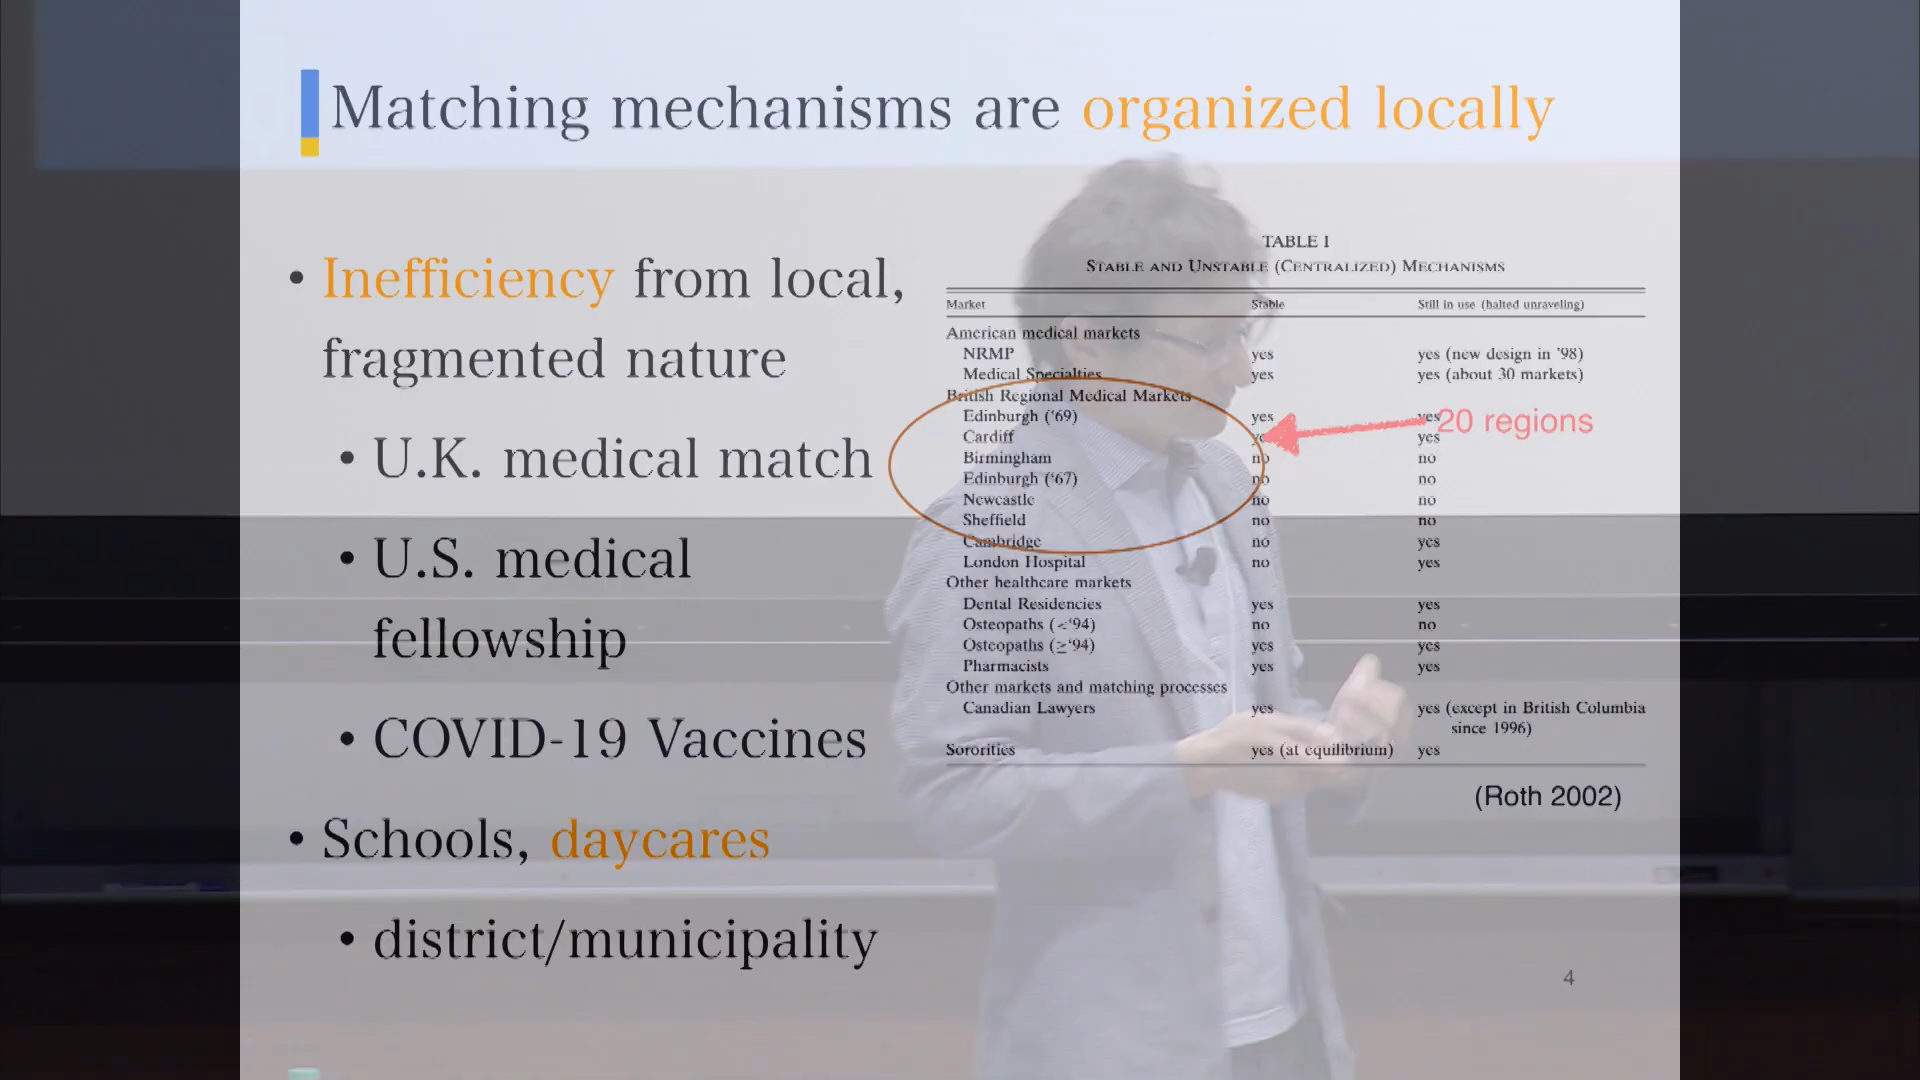 Matching mechanisms are organized locally
• Inefficiency from local,
fragmented nature
• U.K. medical match
• U.S. medical
fellowship
• COVID-19 Vaccines
• Schools, daycares
• district/municipality
TABLE I
STABLE AND UNSTABLE (CENTRALIZED) MECHANISMS
Market Stable Still in use (halted unraveling)
American medical markets
NRMP yes yes (new design in '98)
Medical Specialties yes yes (about 30 markets)
British Regional Medical Markets
Edinburgh ('69) yes yes
20 regions
Cardiff yes yes
Birmingham no no
Edinburgh ('67) no no
Newcastle no no
Sheffield no no
Cambridge no yes
London Hospital no yes
Other healthcare markets
Dental Residencies yes yes
Osteopaths (<'94) no no
Osteopaths (≥'94) yes yes
Pharmacists yes yes
Other markets and matching processes
Canadian Lawyers yes yes (except in British Columbia
since 1996)
Sororities yes (at equilibrium) yes
(Roth 2002)
4